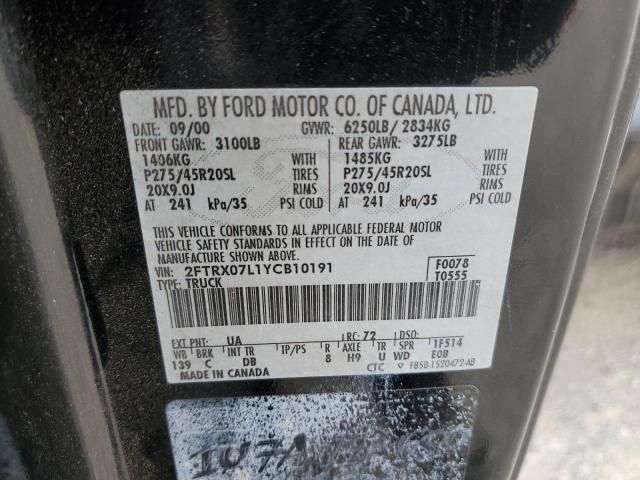 MFD. BY FORD MOTOR CO. OF CANADA, LTD.
DATE: 09/00 GVWR: 6250LB/ 2834KG
FRONT GAWR: 3100LB REAR GAWR: 3275LB
1406KG WITH 1485KG WITH
P275/45R20SL TIRES P275/45R20SL TIRES
20X9.0J RIMS 20X9.0J RIMS
AT 241 kPa/35 PSI COLD AT 241 kPa/35 PSI COLD
THIS VEHICLE CONFORMS TO ALL APPLICABLE FEDERAL MOTOR
VEHICLE SAFETY STANDARDS IN EFFECT ON THE DATE OF
MANUFACTURE SHOWN ABOVE.
VIN: 2FTRX07L1YCB10191 F0078
TYPE: TRUCK T0555
EXT PNT: UA RC: 72 DSO:
WB BRK INT TR TP/PS R AXLE TR SPR 1F514
139 C DB 8 H9 U WD EOB
MADE IN CANADA CTC F85B-1520472-AB